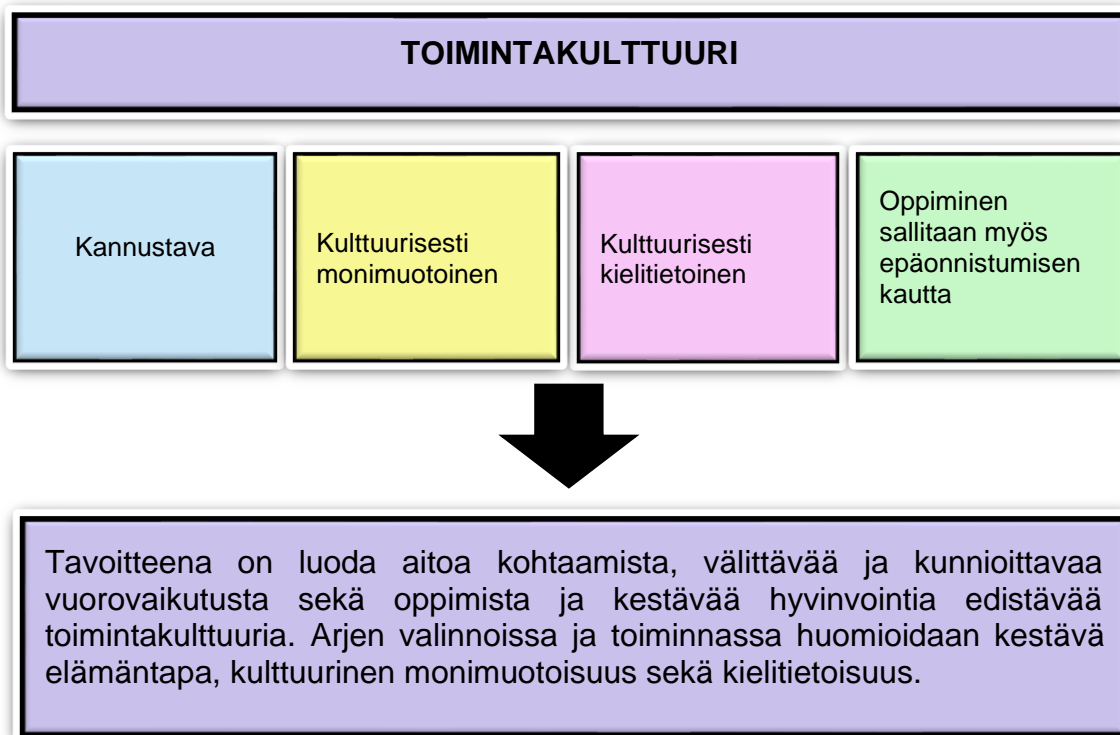 TOIMINTAKULTTUURI
Kannustava
Kulttuurisesti
monimuotoinen
Kulttuurisesti
kielitietoinen
Oppiminen
sallitaan myös
epäonnistumisen
kautta
Tavoitteena on luoda aitoa kohtaamista, välittävää ja kunnioittavaa
vuorovaikutusta sekä oppimista ja kestävää hyvinvointia edistävää
toimintakulttuuria. Arjen valinnoissa ja toiminnassa huomioidaan kestävä
elämäntapa, kulttuurinen monimuotoisuus sekä kielitietoisuus.